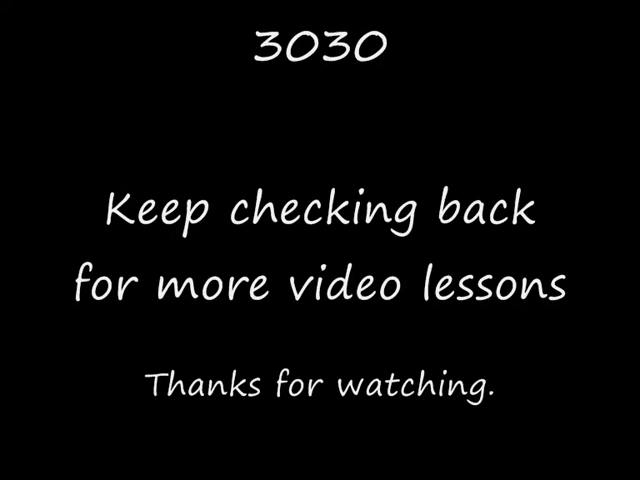 3030
Keep checking back
for more video lessons
Thanks for watching.